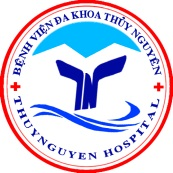 BỆNH VIỆN ĐA KHOA THỦY NGUYÊN
THUYNGUYEN HOSPITAL